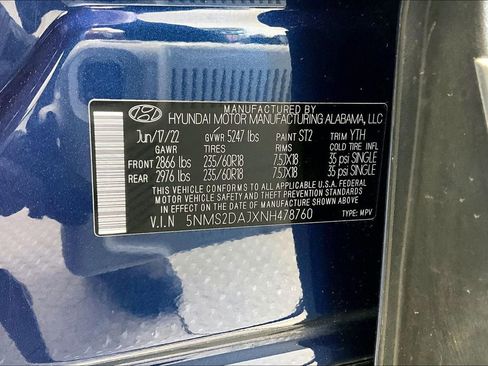 MANUFACTURED BY
HYUNDAI MOTOR MANUFACTURING ALABAMA, LLC
Jun/17/22 GVWR 5247 lbs PAINT ST2 TRIM YTH
GAWR TIRES RIMS COLD TIRE INFL
FRONT 2866 lbs 235/60R18 7.5JX18 35 psi SINGLE
REAR 2976 lbs 235/60R18 7.5JX18 35 psi SINGLE
THIS VEHICLE CONFORMS TO ALL APPLICABLE U.S.A. FEDERAL
MOTOR VEHICLE SAFETY AND THEFT PREVENTION STANDARDS
IN EFFECT ON THE DATE OF MANUFACTURE SHOWN ABOVE.
V.I.N 5NMS2DAJXNH478760 TYPE: MPV